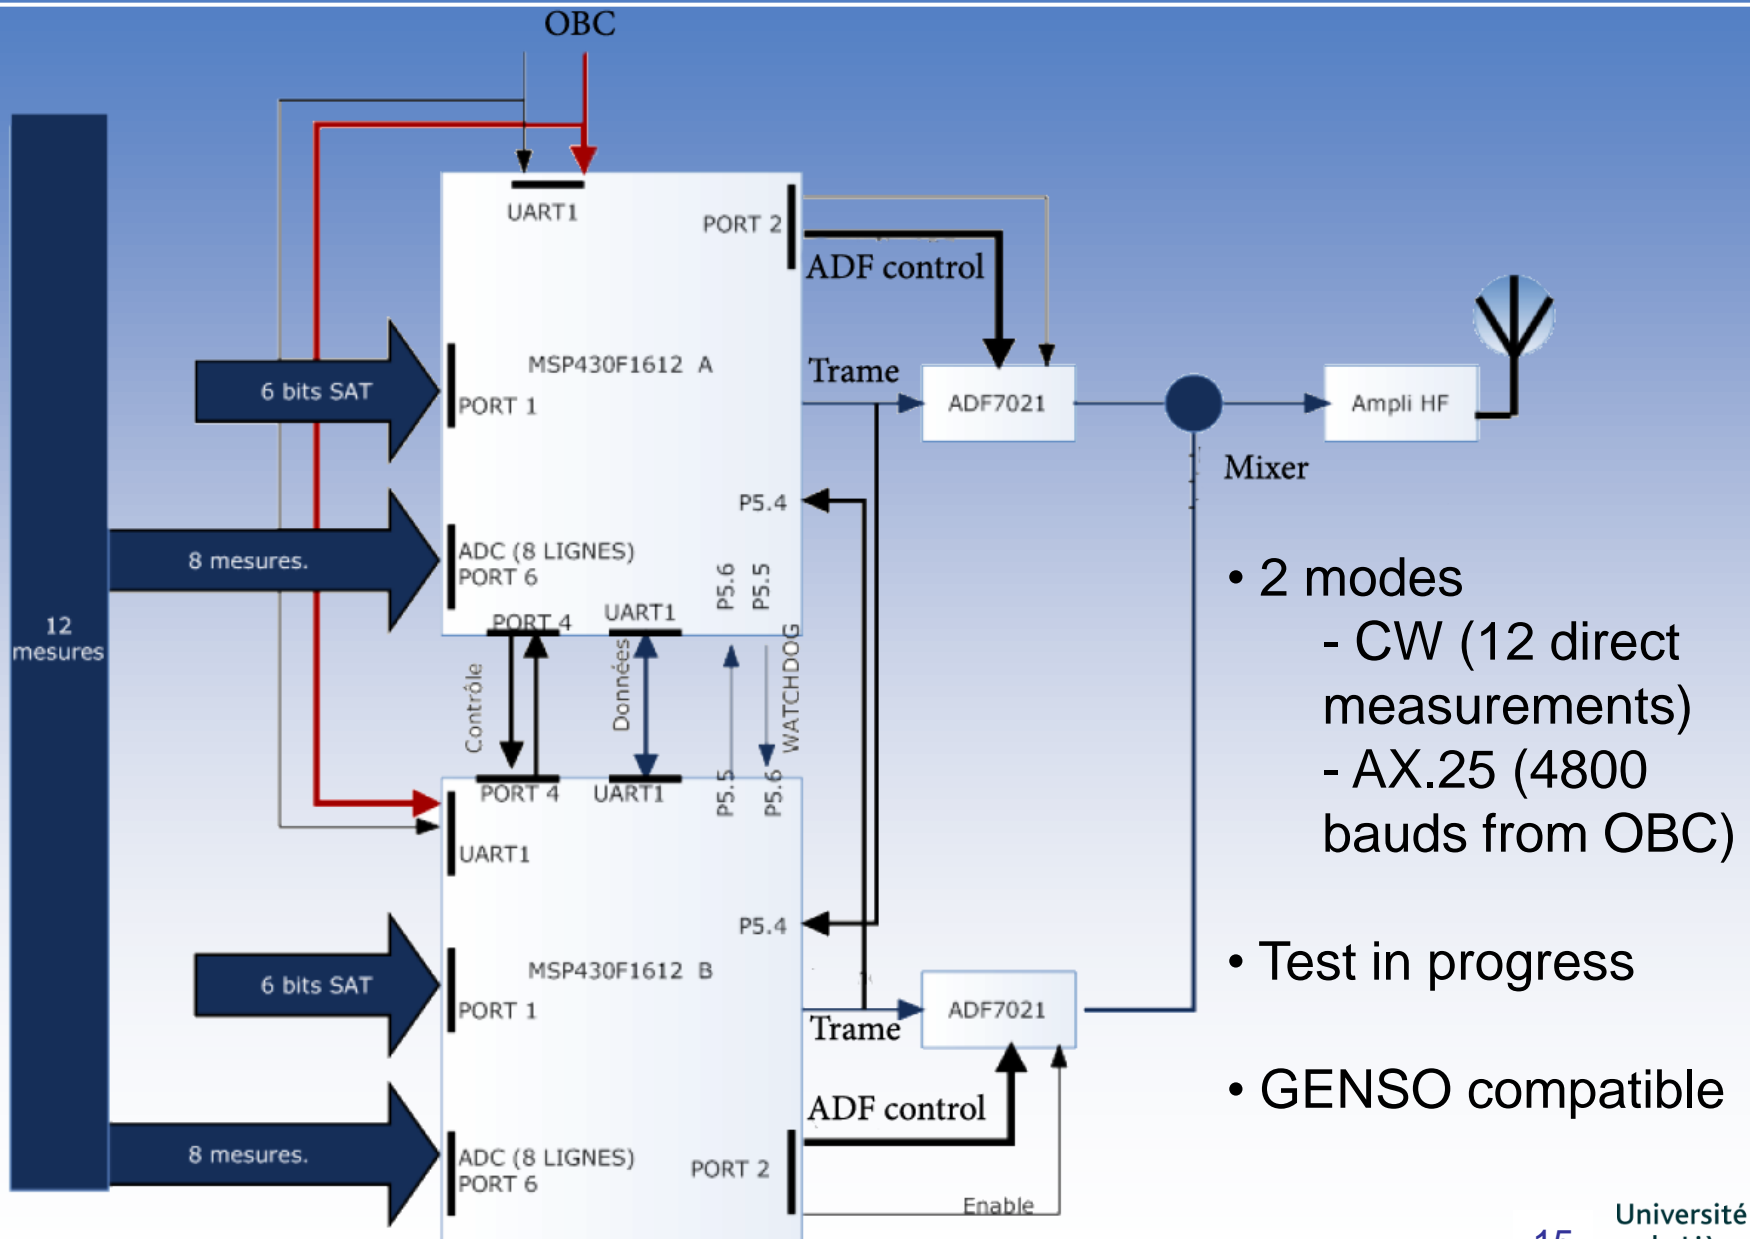 OBC
UART1
PORT 2
ADF control
MSP430F1612 A
6 bits SAT
PORT 1
Trame
ADF7021
Ampli HF
Mixer
P5.4
8 mesures.
ADC (8 LIGNES)
PORT 6
P5.6
P5.5
PORT 4
UART1
12
mesures
Contrôle
Données
WATCHDOG
PORT 4
UART1
P5.5
P5.6
UART1
P5.4
MSP430F1612 B
6 bits SAT
PORT 1
Trame
ADF7021
ADF control
8 mesures.
ADC (8 LIGNES)
PORT 6
PORT 2
Enable
• 2 modes
- CW (12 direct
measurements)
- AX.25 (4800
bauds from OBC)
• Test in progress
• GENSO compatible
Université